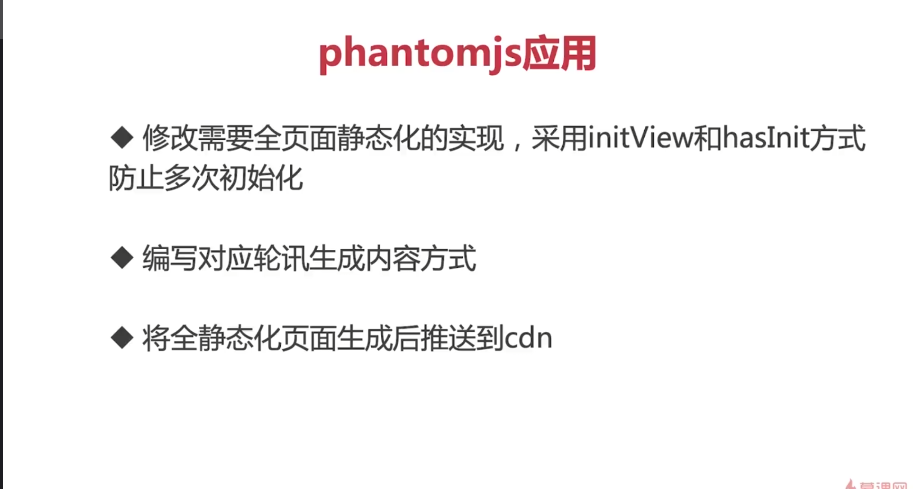 phantomjs应用
◆ 修改需要全页面静态化的实现，采用initView和hasInit方式
防止多次初始化
◆ 编写对应轮讯生成内容方式
◆ 将全静态化页面生成后推送到cdn
慕课网